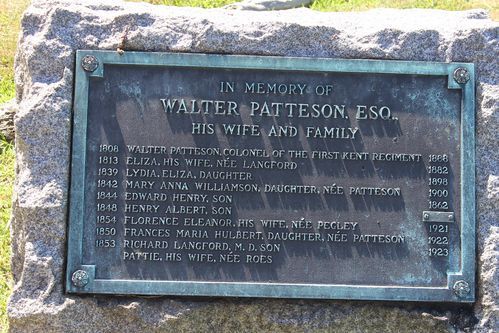 IN MEMORY OF
WALTER PATTESON, ESQ.,
HIS WIFE AND FAMILY
1808 WALTER PATTESON, COLONEL OF THE FIRST KENT REGIMENT 1888
1813 ELIZA, HIS WIFE, NÉE LANGFORD 1882
1839 LYDIA, ELIZA, DAUGHTER 1898
1842 MARY ANNA WILLIAMSON, DAUGHTER, NÉE PATTESON 1900
1844 EDWARD HENRY, SON 1862
1848 HENRY ALBERT, SON
1854 FLORENCE ELEANOR, HIS WIFE, NÉE PEGLEY 1921
1850 FRANCES MARIA HULBERT, DAUGHTER, NÉE PATTESON 1922
1853 RICHARD LANGFORD, M. D. SON 1923
PATTIE, HIS WIFE, NÉE ROES